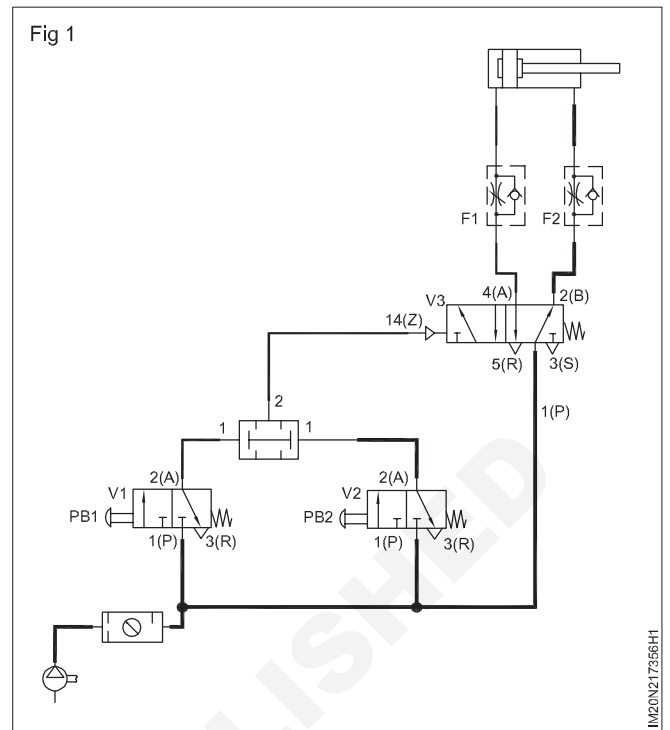 Fig 1
F1
F2
V3
4(A)
2(B)
14(Z)
5(R)
3(S)
2
1(P)
1
1
2(A)
2(A)
V1
V2
PB1
PB2
1(P)
3(R)
1(P)
3(R)
LISHED
IM20N217356H1